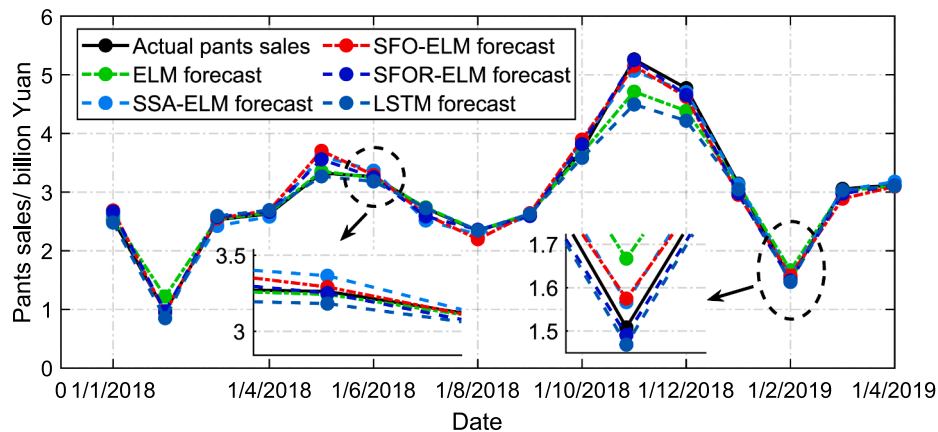 6
5
4
3
2
1
0
Pants sales/ billion Yuan
Actual pants sales
ELM forecast
SSA-ELM forecast
SFO-ELM forecast
SFOR-ELM forecast
LSTM forecast
3.5
3
1.7
1.6
1.5
0 1/1/2018 1/4/2018 1/6/2018 1/8/2018 1/10/2018 1/12/2018 1/2/2019 1/4/2019
Date